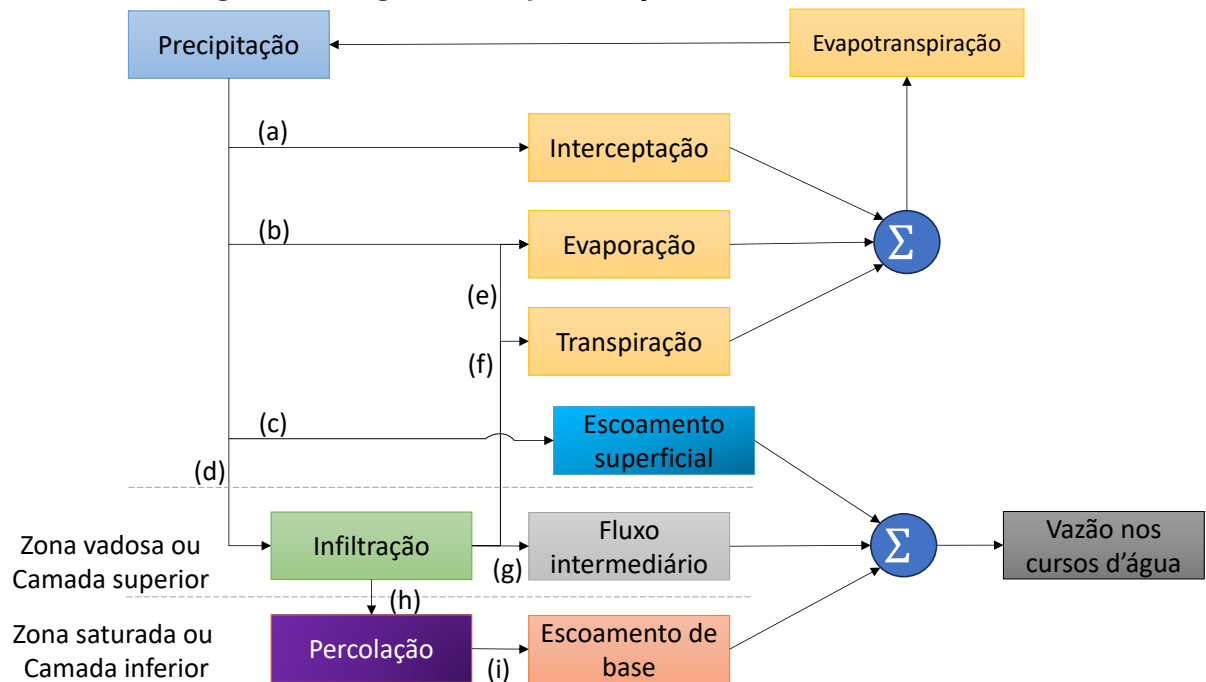 Precipitação
Evapotranspiração
(a)
Interceptação
(b)
Evaporação
Σ
(e)
Transpiração
(f)
(c)
Escoamento
superficial
(d)
Zona vadosa ou
Camada superior
Infiltração
(g)
Fluxo
intermediário
Σ
Vazão nos
cursos d’água
(h)
Zona saturada ou
Camada inferior
Percolação
(i)
Escoamento de
base